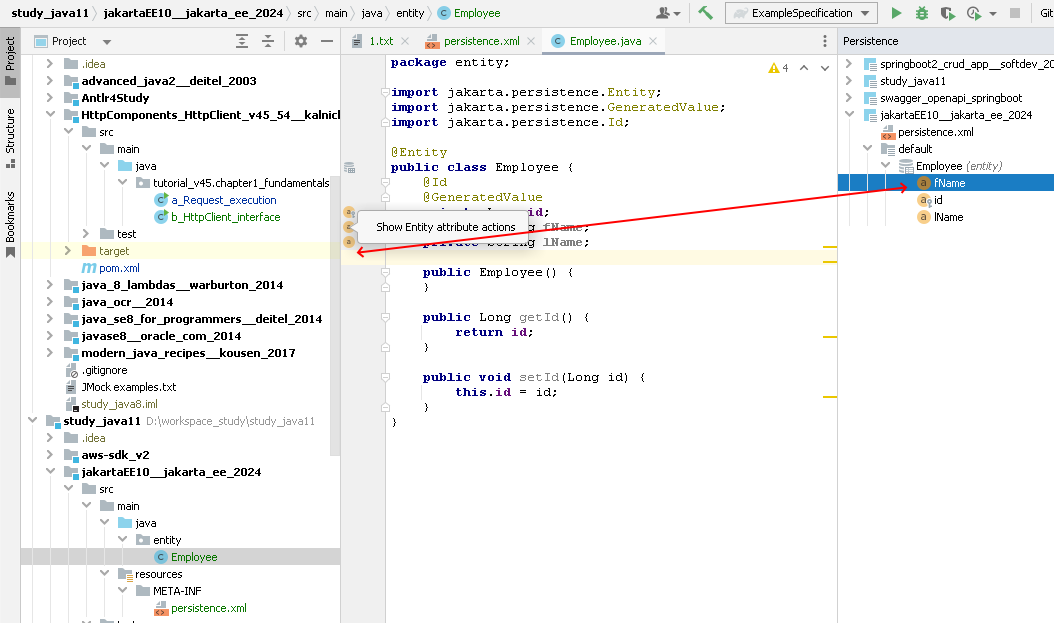 study_java11 jakartaEE10__jakarta_ee_2024 src main java entity C Employee
ExampleSpecification
Git
Project
1.txt
persistence.xml
Employee.java
Persistence
Project
Structure
Bookmarks
.idea
advanced_java2__deitel_2003
Antlr4Study
HttpComponents_HttpClient_v45_54__kalnicl
src
main
java
tutorial_v45.chapter1_fundamentals
a_Request_execution
b_HttpClient_interface
test
target
pom.xml
java_8_lambdas__warburton_2014
java_ocr__2014
java_se8_for_programmers__deitel_2014
javase8__oracle_com_2014
modern_java_recipes__kousen_2017
.gitignore
JMock examples.txt
study_java8.iml
study_java11 D:\workspace_study\study_java11
.idea
aws-sdk_v2
jakartaEE10__jakarta_ee_2024
src
main
java
entity
Employee
resources
META-INF
persistence.xml
package entity;
4
import jakarta.persistence.Entity;
import jakarta.persistence.GeneratedValue;
import jakarta.persistence.Id;
@Entity
public class Employee {
@Id
@GeneratedValue
id;
Show Entity attribute actions
fName;
lName;
public Employee() {
}
public Long getId() {
return id;
}
public void setId(Long id) {
this.id = id;
}
}
springboot2_crud_app__softdev_20
study_java11
swagger_openapi_springboot
jakartaEE10__jakarta_ee_2024
persistence.xml
default
Employee (entity)
fName
id
lName